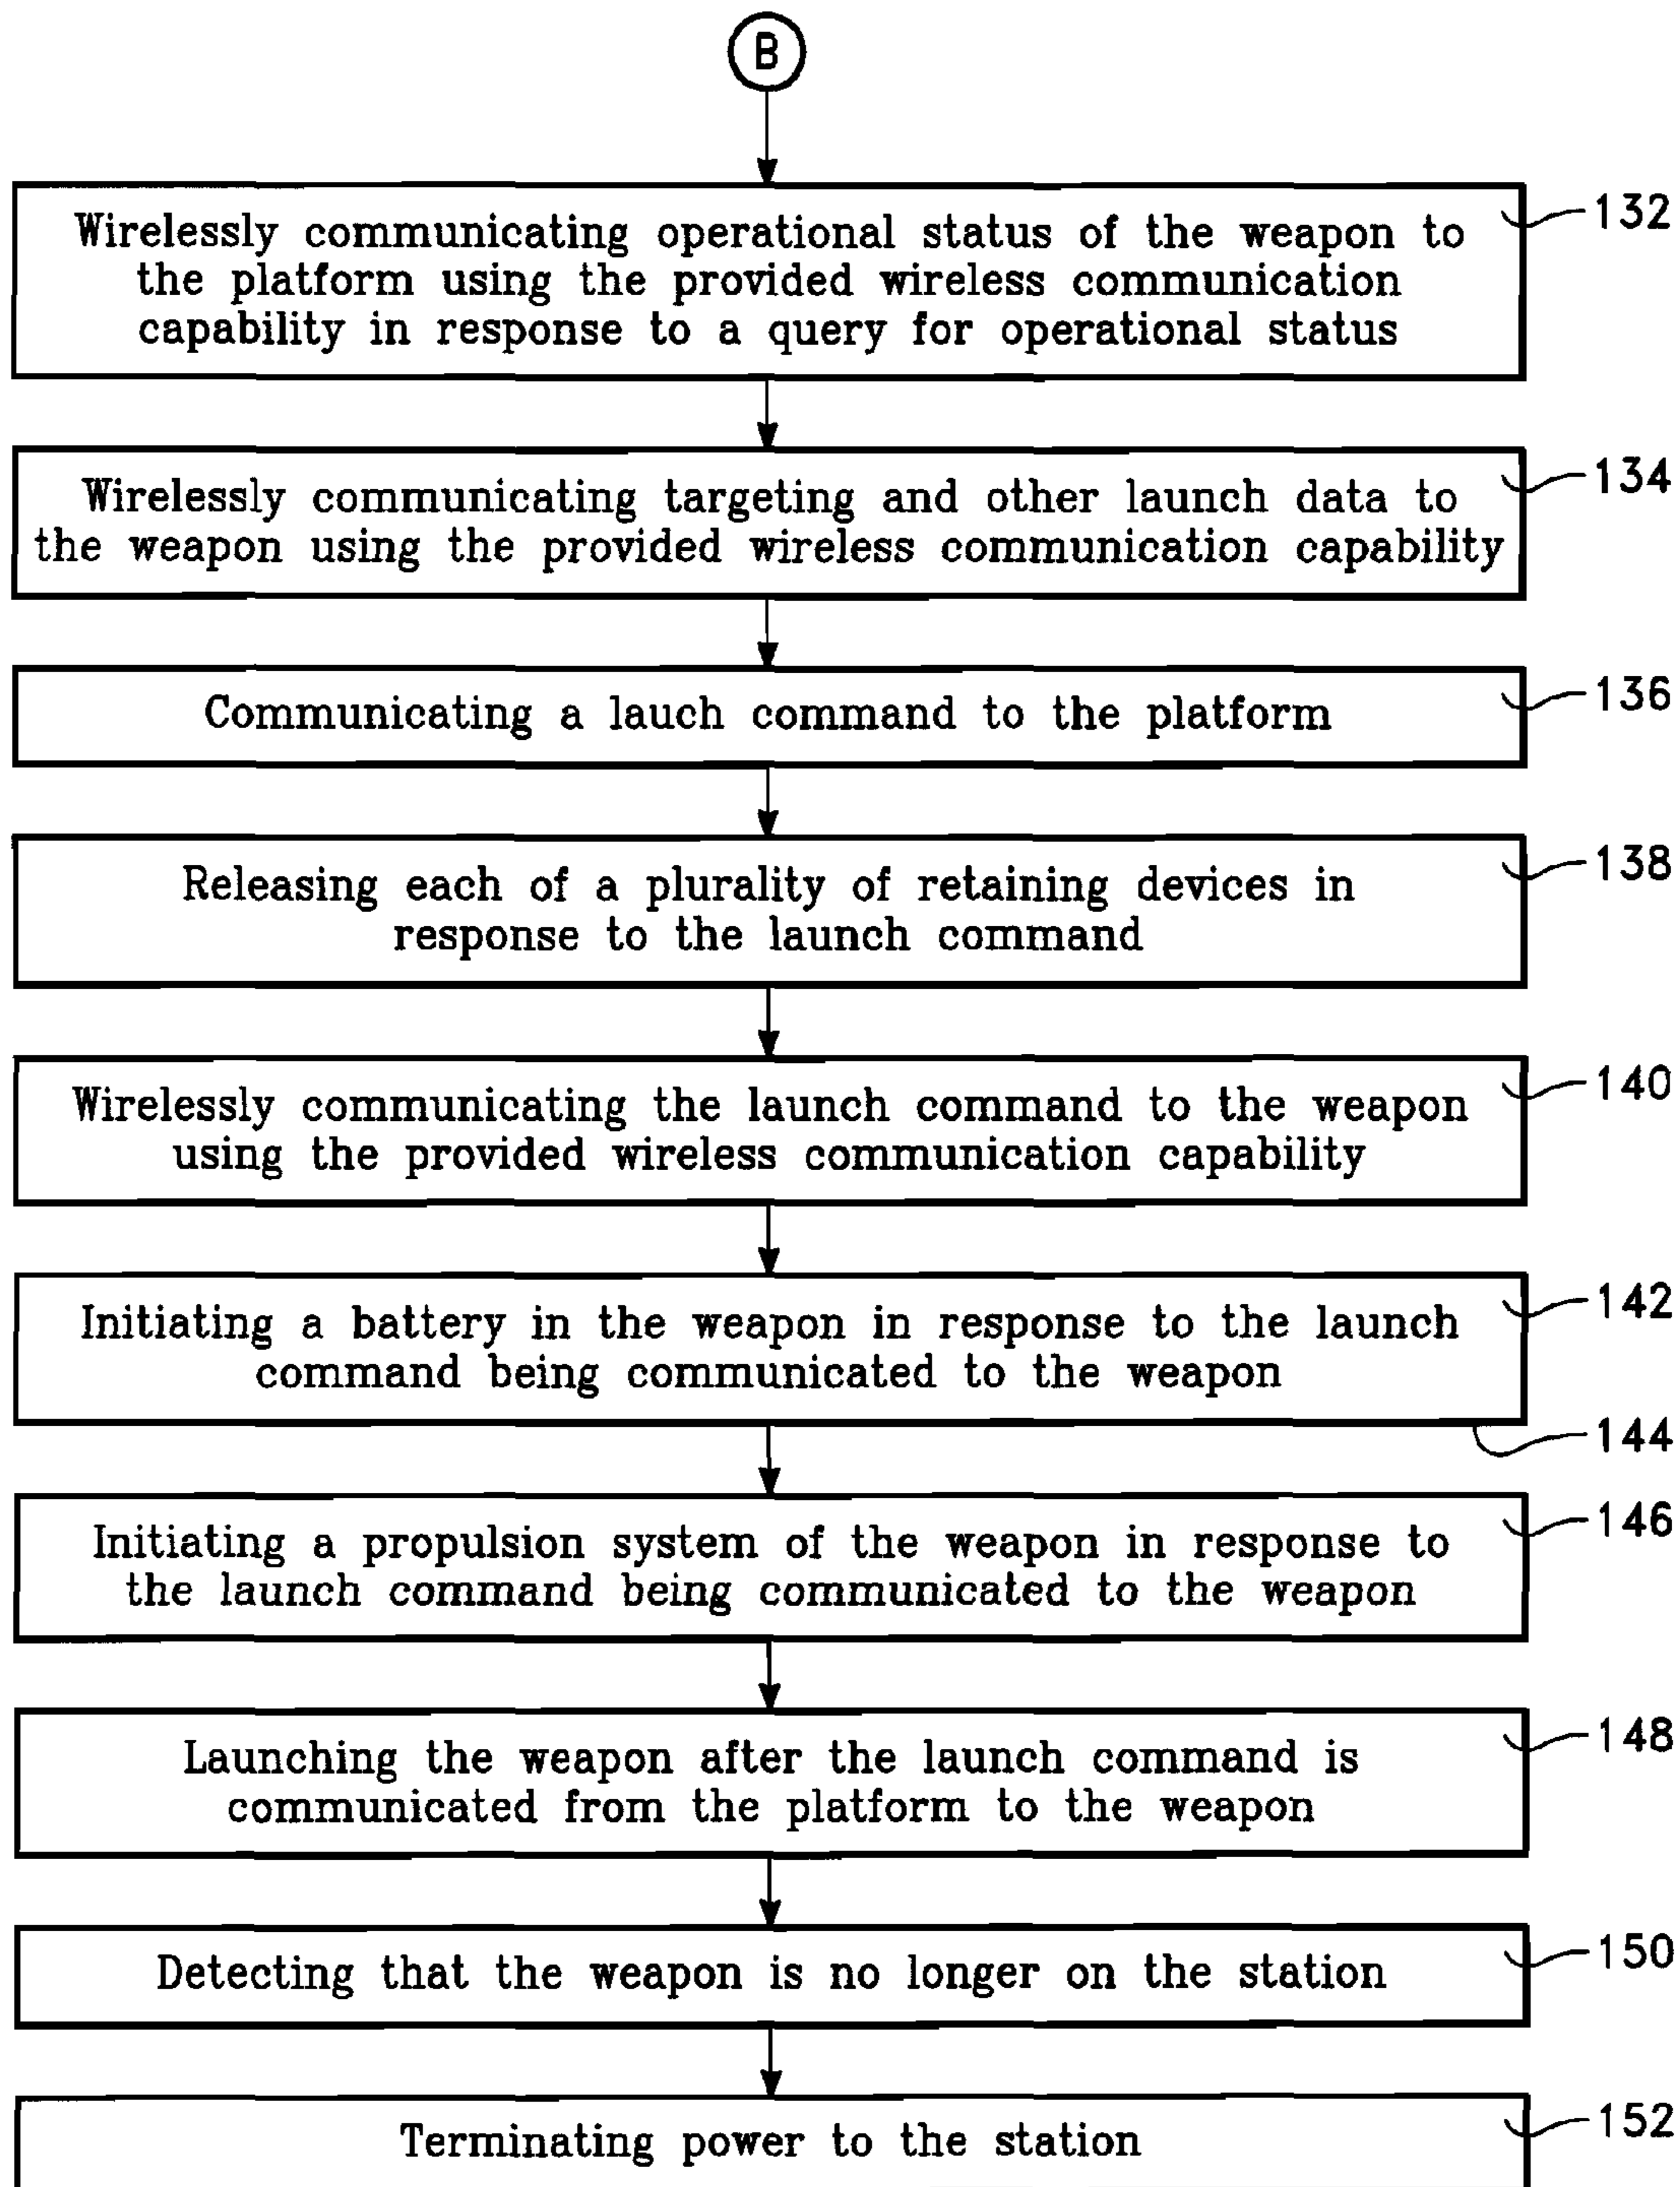 B
132
Wirelessly communicating operational status of the weapon to
the platform using the provided wireless communication
capability in response to a query for operational status
134
Wirelessly communicating targeting and other launch data to
the weapon using the provided wireless communication capability
136
Communicating a lauch command to the platform
138
Releasing each of a plurality of retaining devices in
response to the launch command
140
Wirelessly communicating the launch command to the weapon
using the provided wireless communication capability
142
Initiating a battery in the weapon in response to the launch
command being communicated to the weapon
144
146
Initiating a propulsion system of the weapon in response to
the launch command being communicated to the weapon
148
Launching the weapon after the launch command is
communicated from the platform to the weapon
150
Detecting that the weapon is no longer on the station
152
Terminating power to the station